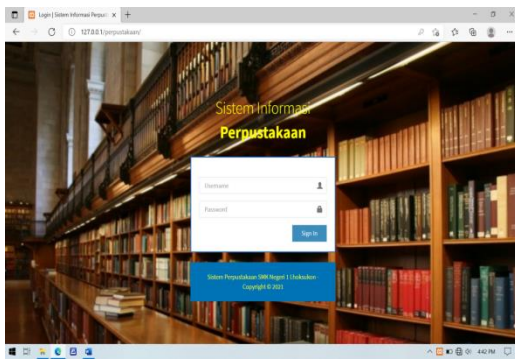 Login | Sistem Informasi Perpus
127.0.0.1/perpustakaan/
Sistem Informasi
Perpustakaan
Username
Password
Sign In
Sistem Perpustakaan SMK Negeri 1 Lhoksukon -
Copyright © 2021
4:42 PM